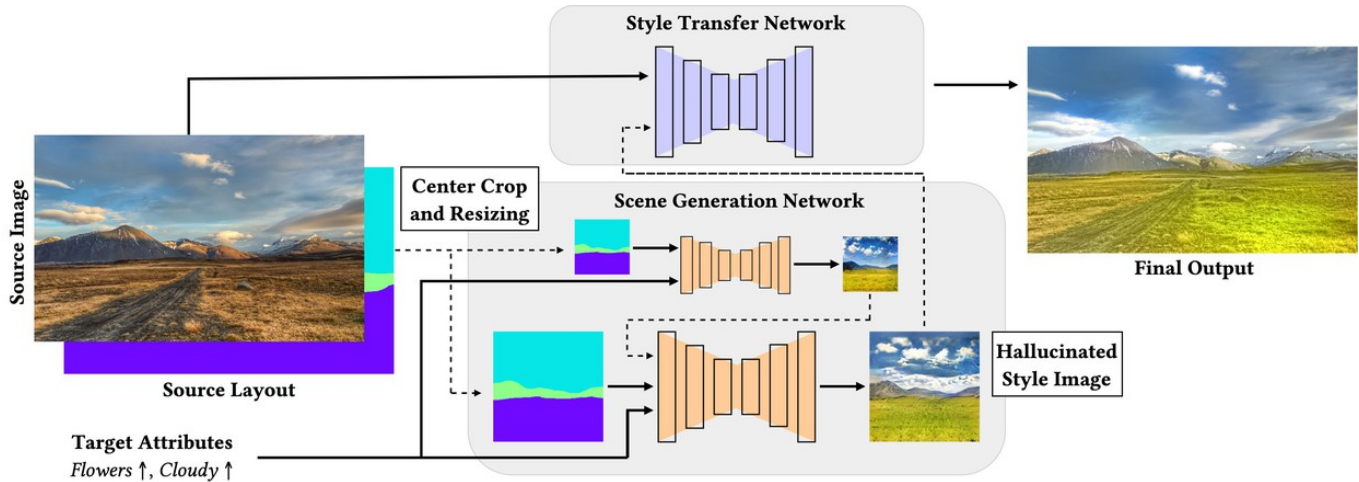 Style Transfer Network
Source Image
Center Crop
and Resizing
Scene Generation Network
Final Output
Hallucinated
Style Image
Source Layout
Target Attributes
Flowers ↑, Cloudy ↑